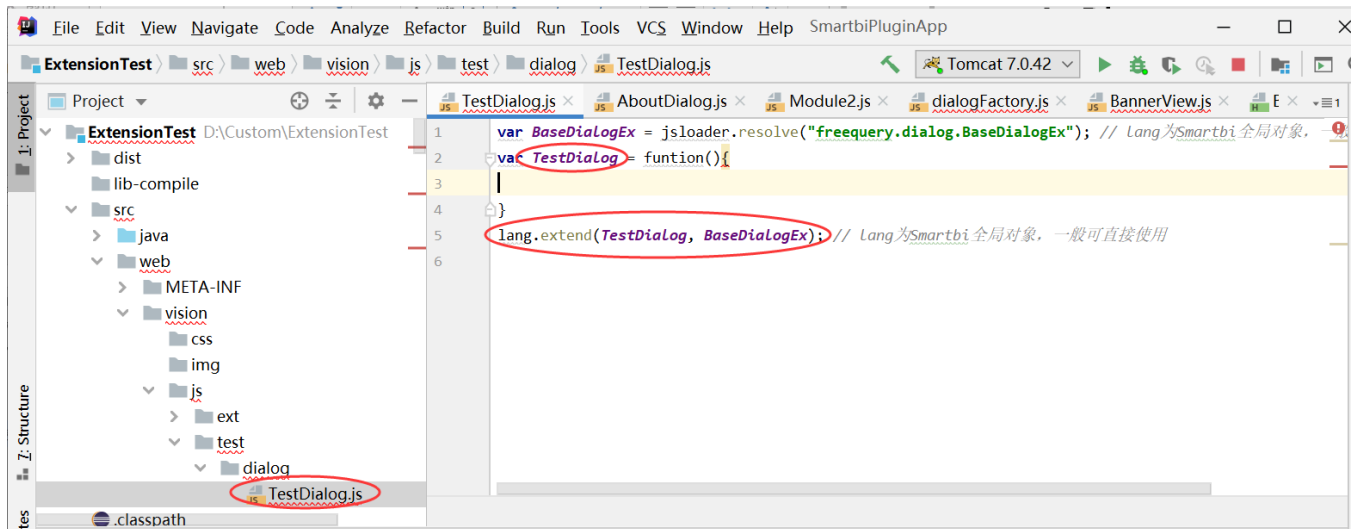 File Edit View Navigate Code Analyze Refactor Build Run Tools VCS Window Help SmartbiPluginApp
ExtensionTest src web vision js test dialog TestDialog.js Tomcat 7.0.42
1: Project
Project
TestDialog.js AboutDialog.js Module2.js dialogFactory.js BannerView.js E 1
ExtensionTest D:\Custom\ExtensionTest
dist
lib-compile
src
java
web
META-INF
vision
css
img
js
ext
test
dialog
TestDialog.js
.classpath
7: Structure
1 var BaseDialogEx = jsloader.resolve("freequery.dialog.BaseDialogEx"); // lang为Smartbi全局对象，一般
2 var TestDialog = funtion(){
3
4 }
5 lang.extend(TestDialog, BaseDialogEx); // lang为Smartbi全局对象，一般可直接使用
6